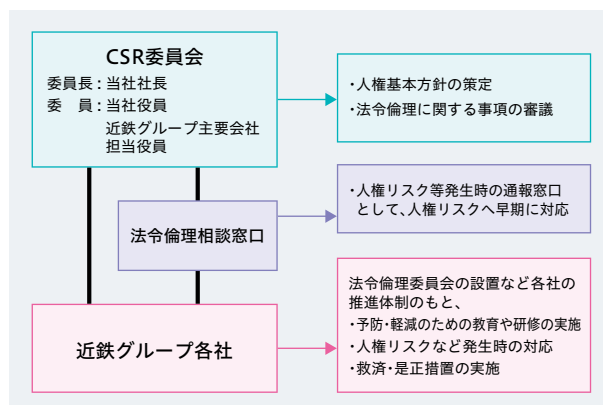 CSR委員会
委員長：当社社長
委　員：当社役員
近鉄グループ主要会社
担当役員
・人権基本方針の策定
・法令倫理に関する事項の審議
法令倫理相談窓口
・人権リスク等発生時の通報窓口
として、人権リスクへ早期に対応
近鉄グループ各社
法令倫理委員会の設置など各社の
推進体制のもと、
・予防・軽減のための教育や研修の実施
・人権リスクなど発生時の対応
・救済・是正措置の実施